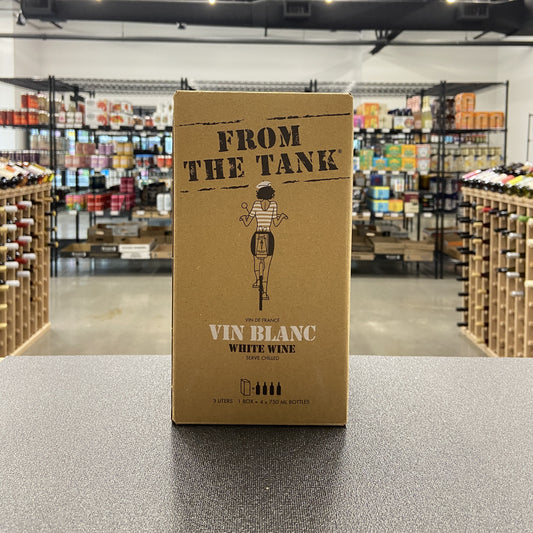 FROM
THE TANK®
VIN DE FRANCE
VIN BLANC
WHITE WINE
SERVE CHILLED
3 LITERS 1 BOX = 4 x 750 ML BOTTLES